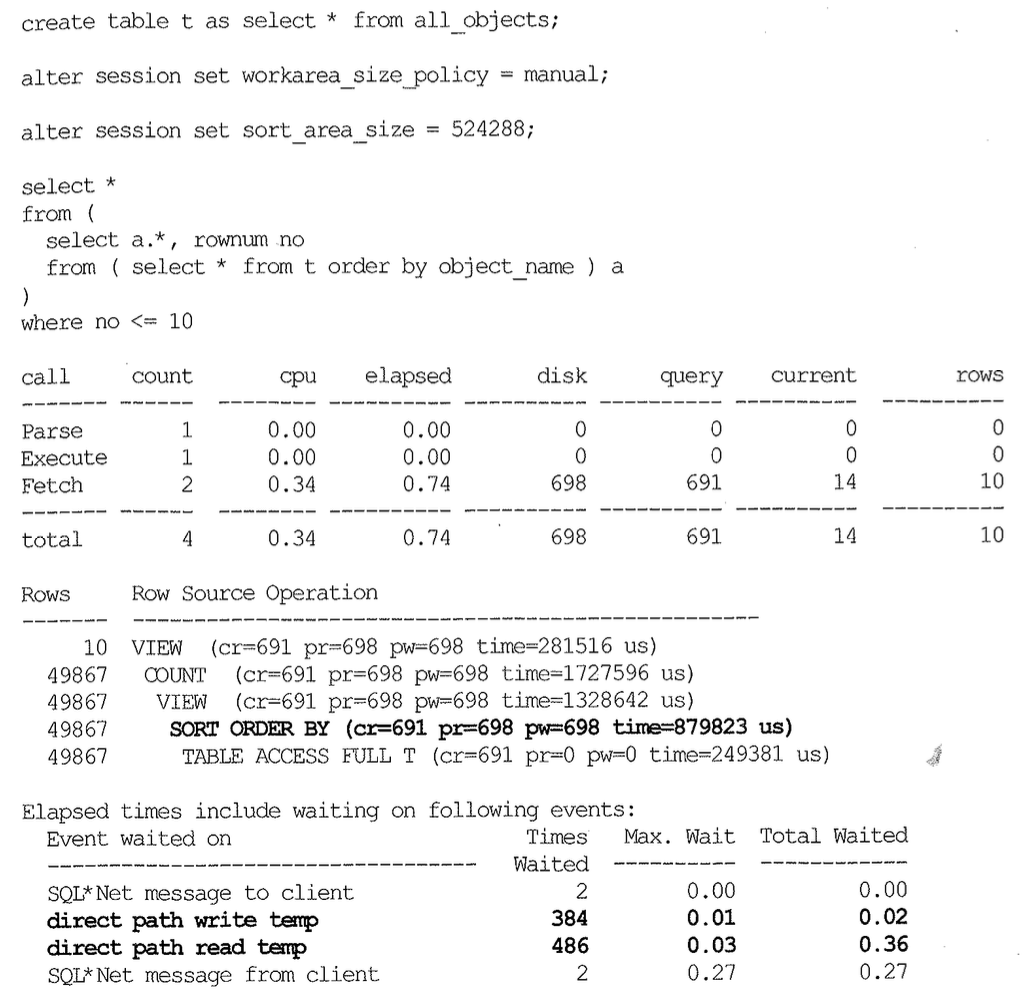 create table t as select * from all_objects;
alter session set workarea_size_policy = manual;
alter session set sort_area_size = 524288;
select *
from (
  select a.*, rownum no
  from ( select * from t order by object_name ) a
)
where no <= 10
call     count       cpu    elapsed       disk      query    current       rows
------- ------ -------- ---------- ---------- ---------- ---------- ----------
Parse        1      0.00       0.00          0          0          0          0
Execute      1      0.00       0.00          0          0          0          0
Fetch        2      0.34       0.74        698        691         14         10
------- ------ -------- ---------- ---------- ---------- ---------- ----------
total        4      0.34       0.74        698        691         14         10
Rows     Row Source Operation
-------  ---------------------------------------------------
     10  VIEW  (cr=691 pr=698 pw=698 time=281516 us)
  49867   COUNT  (cr=691 pr=698 pw=698 time=1727596 us)
  49867    VIEW  (cr=691 pr=698 pw=698 time=1328642 us)
  49867     SORT ORDER BY (cr=691 pr=698 pw=698 time=879823 us)
  49867      TABLE ACCESS FULL T (cr=691 pr=0 pw=0 time=249381 us)
Elapsed times include waiting on following events:
  Event waited on                             Times   Max. Wait  Total Waited
  ----------------------------------------   Waited  ----------  ------------
  SQL*Net message to client                       2        0.00          0.00
  direct path write temp                        384        0.01          0.02
  direct path read temp                         486        0.03          0.36
  SQL*Net message from client                     2        0.27          0.27